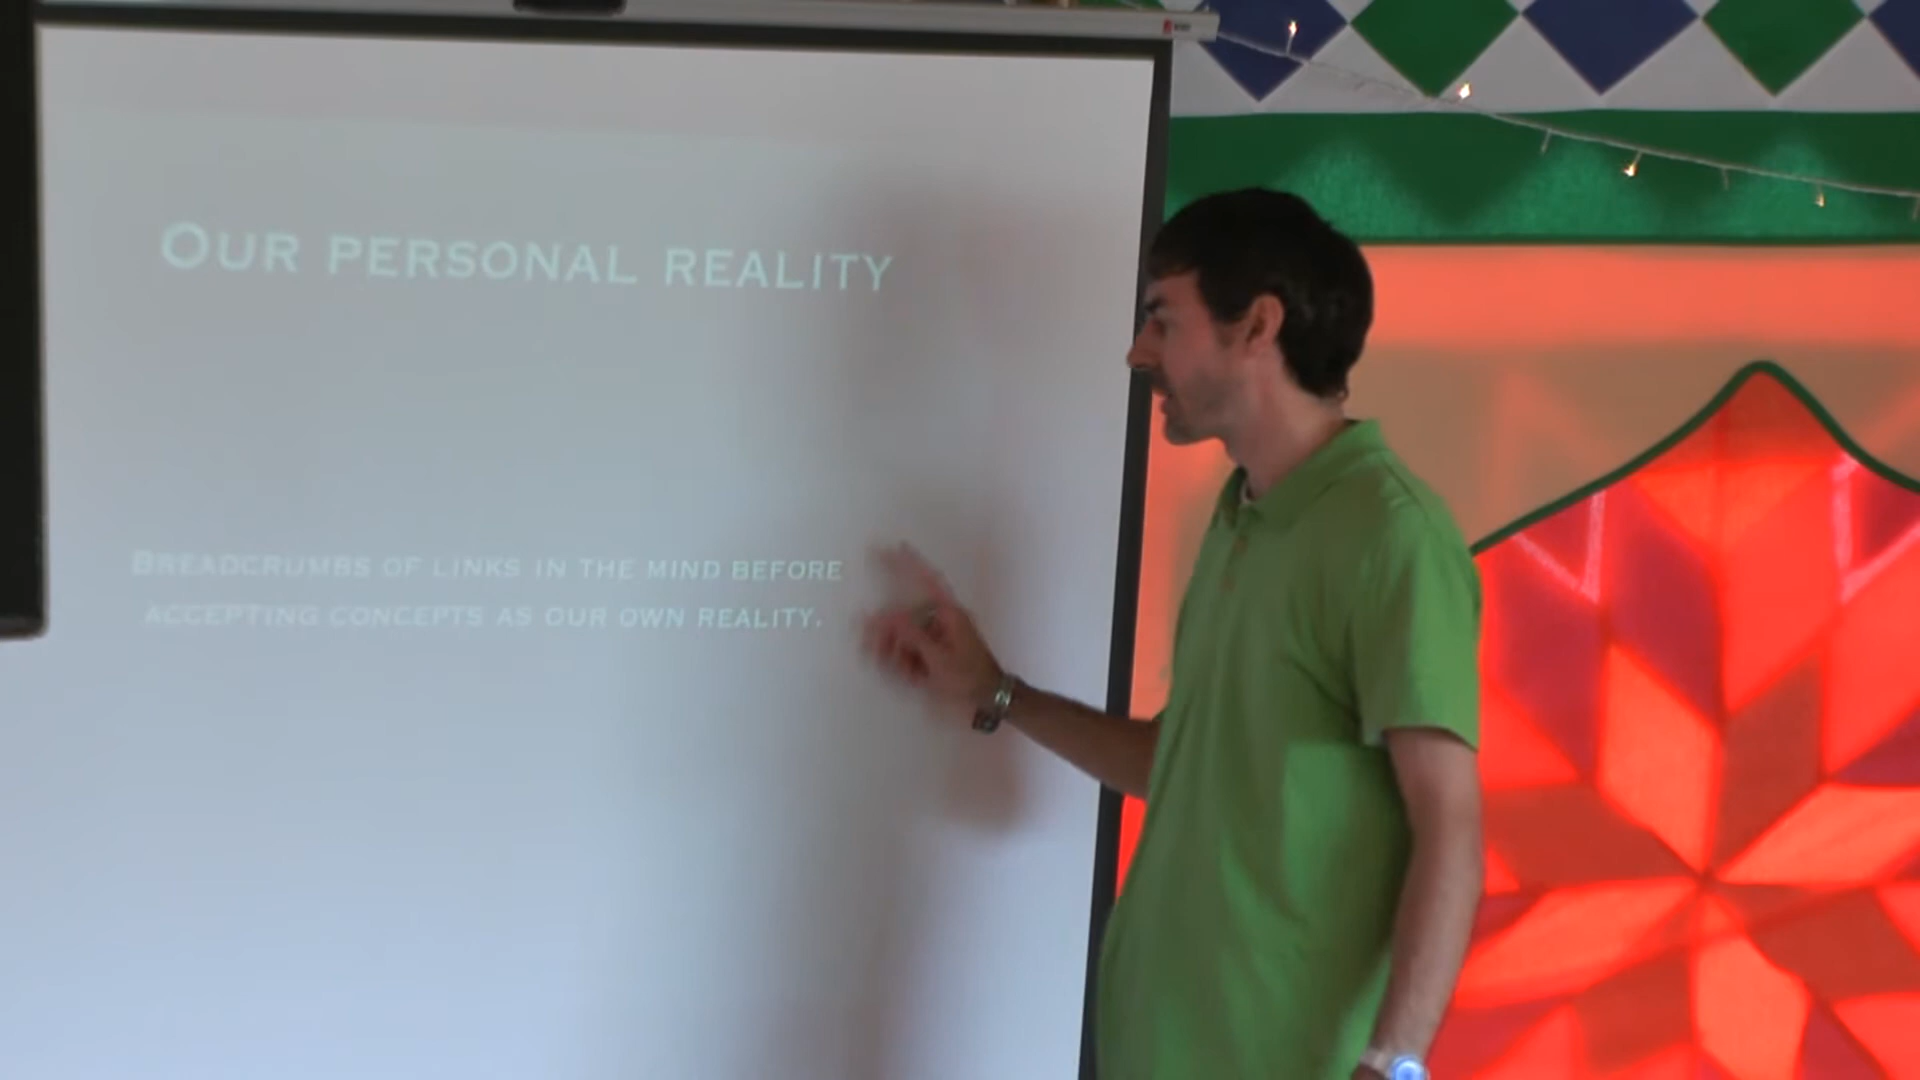 OUR PERSONAL REALITY
BREADCRUMBS OF LINKS IN THE MIND BEFORE
ACCEPTING CONCEPTS AS OUR OWN REALITY.